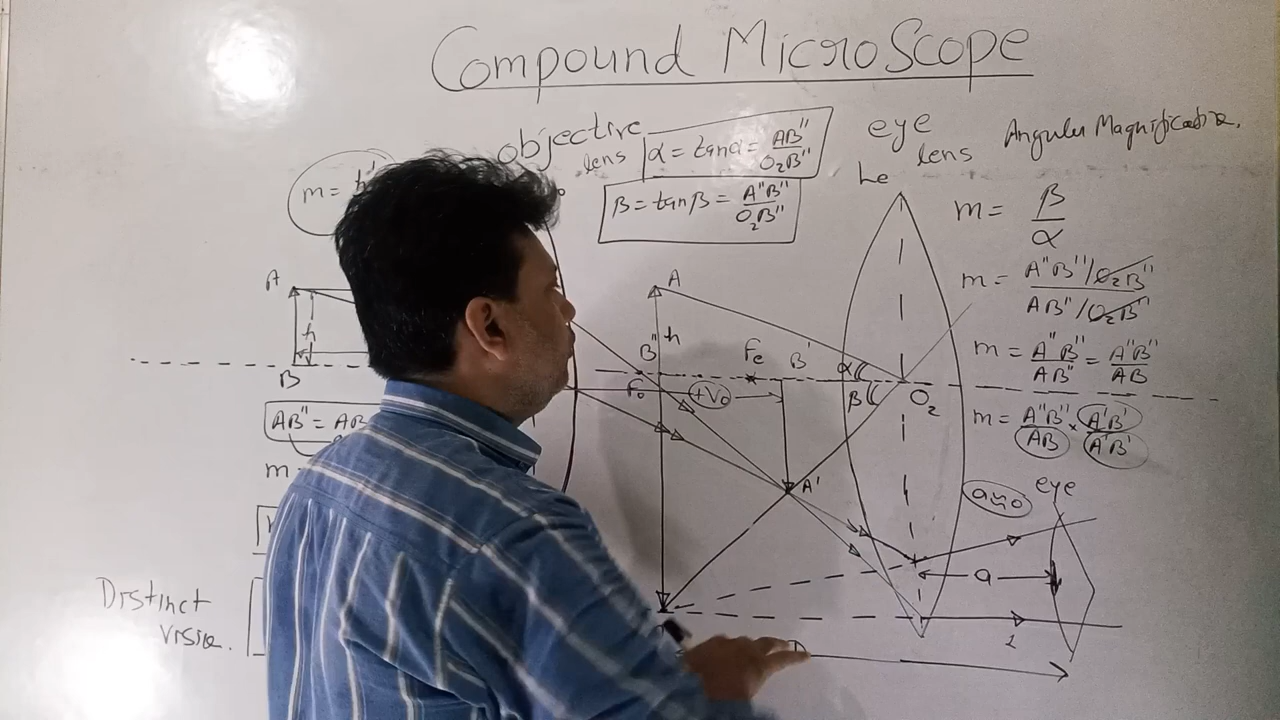 Compound MicroScope
objective
lens
α = tanα = AB"/O₂B"
β = tanβ = A"B"/O₂B"
eye
lens
Le
m = h'
A
h
B
AB" = AB
m
Distinct
A
h
B"
Fo
Fe
B'
+Vo
A'
α
β
O₂
D
Angular Magnification.
m = β/α
m = A"B"/O₂B" / AB"/O₂B"
m = A"B"/AB" = A"B"/AB
m = A"B"/AB × A'B'/A'B'
a≈0
eye
a